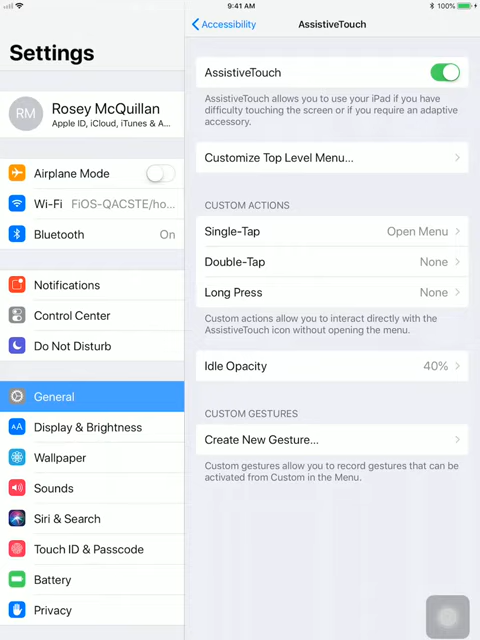 9:41 AM
100%
Settings
RM
Rosey McQuillan
Apple ID, iCloud, iTunes & A...
Airplane Mode
Wi-Fi FiOS-QACSTE/ho...
Bluetooth On
Notifications
Control Center
Do Not Disturb
General
Display & Brightness
AA
Wallpaper
Sounds
Siri & Search
Touch ID & Passcode
Battery
Privacy
Accessibility
AssistiveTouch
AssistiveTouch
AssistiveTouch allows you to use your iPad if you have
difficulty touching the screen or if you require an adaptive
accessory.
Customize Top Level Menu...
CUSTOM ACTIONS
Single-Tap Open Menu
Double-Tap None
Long Press None
Custom actions allow you to interact directly with the
AssistiveTouch icon without opening the menu.
Idle Opacity 40%
CUSTOM GESTURES
Create New Gesture...
Custom gestures allow you to record gestures that can be
activated from Custom in the Menu.